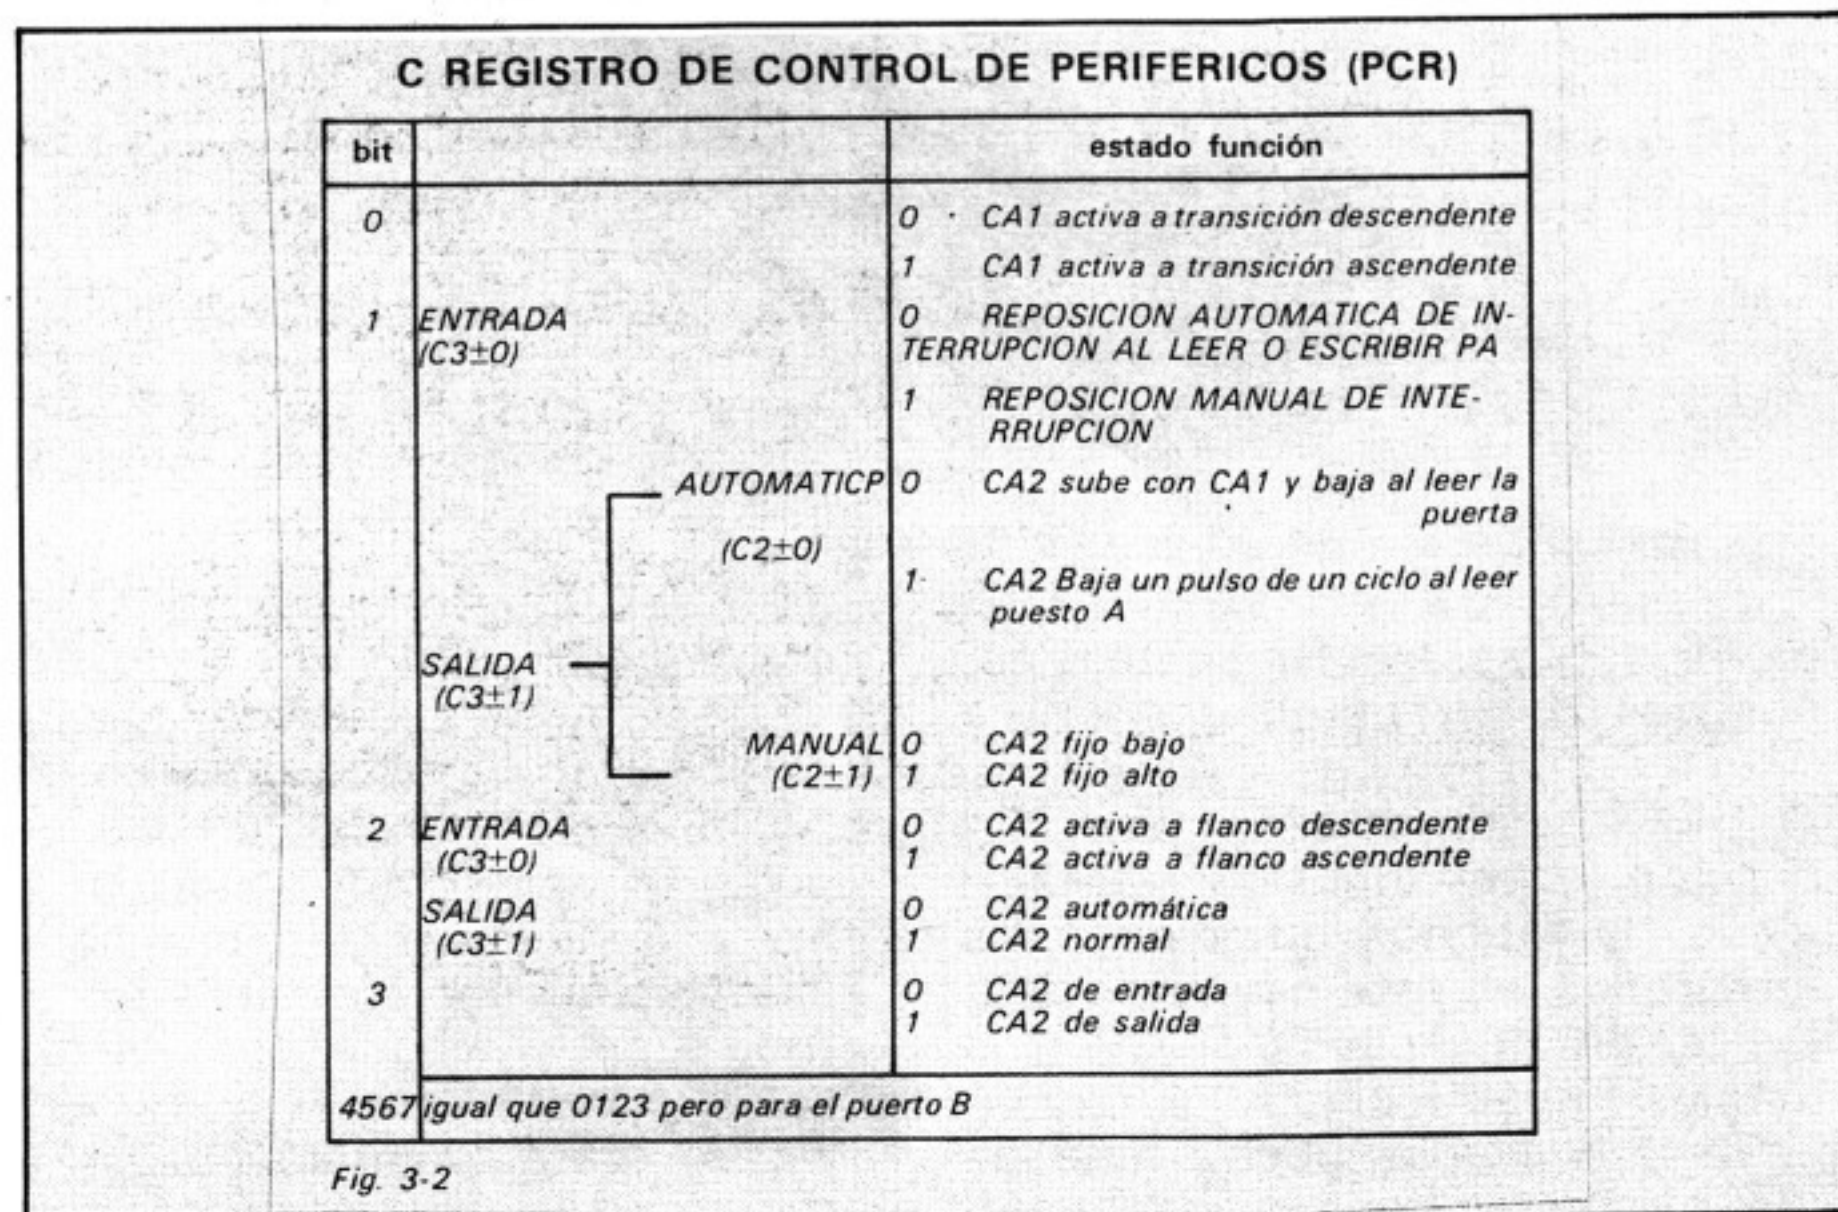 C REGISTRO DE CONTROL DE PERIFERICOS (PCR)
bit estado función
0 0 CA1 activa a transición descendente
1 CA1 activa a transición ascendente
1 ENTRADA 0 REPOSICION AUTOMATICA DE IN-
(C3±0) TERRUPCION AL LEER O ESCRIBIR PA
1 REPOSICION MANUAL DE INTE-
RRUPCION
AUTOMATICP 0 CA2 sube con CA1 y baja al leer la
puerta
(C2±0)
1 CA2 Baja un pulso de un ciclo al leer
puesto A
SALIDA
(C3±1)
MANUAL 0 CA2 fijo bajo
(C2±1) 1 CA2 fijo alto
2 ENTRADA 0 CA2 activa a flanco descendente
(C3±0) 1 CA2 activa a flanco ascendente
SALIDA 0 CA2 automática
(C3±1) 1 CA2 normal
3 0 CA2 de entrada
1 CA2 de salida
4567 igual que 0123 pero para el puerto B
Fig. 3-2